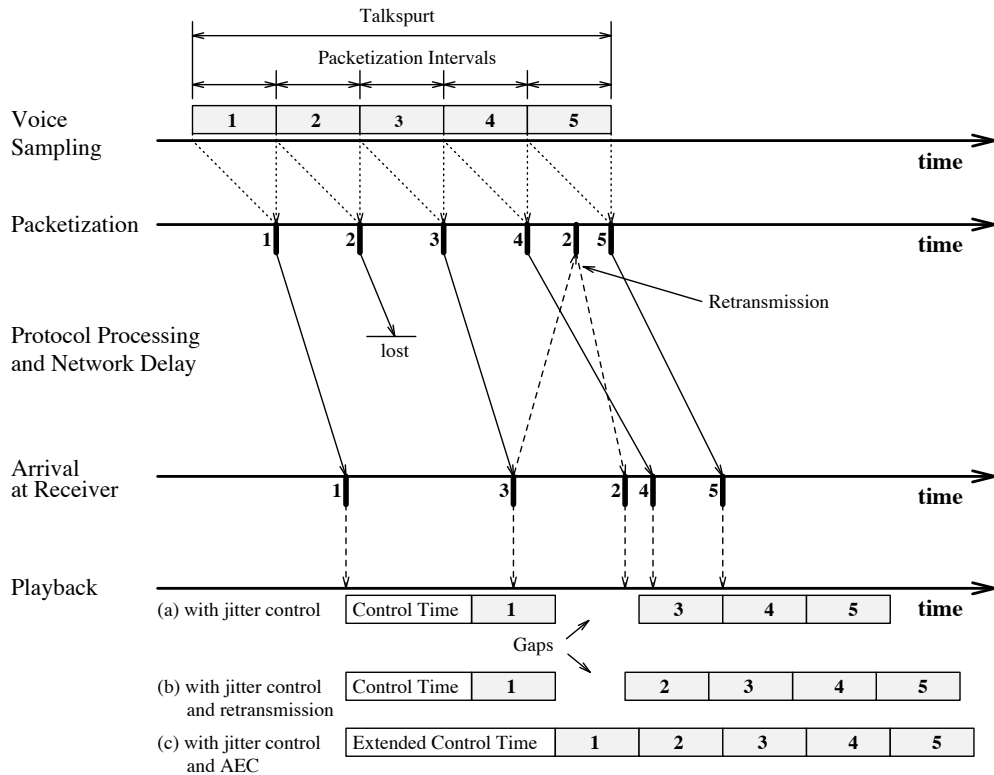 Talkspurt
Packetization Intervals
Voice
Sampling
1 2 3 4 5
time
Packetization
1 2 3 4 2 5
time
Retransmission
Protocol Processing
and Network Delay
lost
Arrival
at Receiver
1 3 2 4 5
time
Playback
time
(a) with jitter control
Control Time 1 3 4 5
Gaps
(b) with jitter control
and retransmission
Control Time 1 2 3 4 5
(c) with jitter control
and AEC
Extended Control Time 1 2 3 4 5